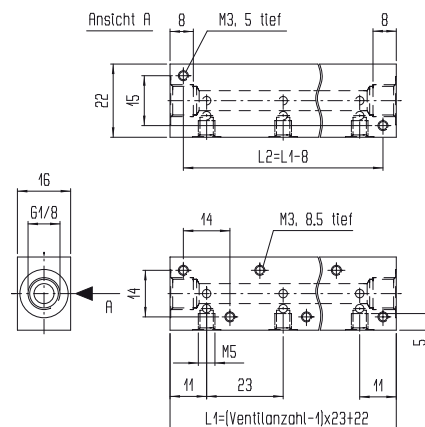 Ansicht A
8
M3, 5 tief
8
22
15
L2=L1-8
16
G1/8
A
14
M3, 8.5 tief
14
M5
5
11
23
11
L1=(Ventilanzahl-1)x23+22